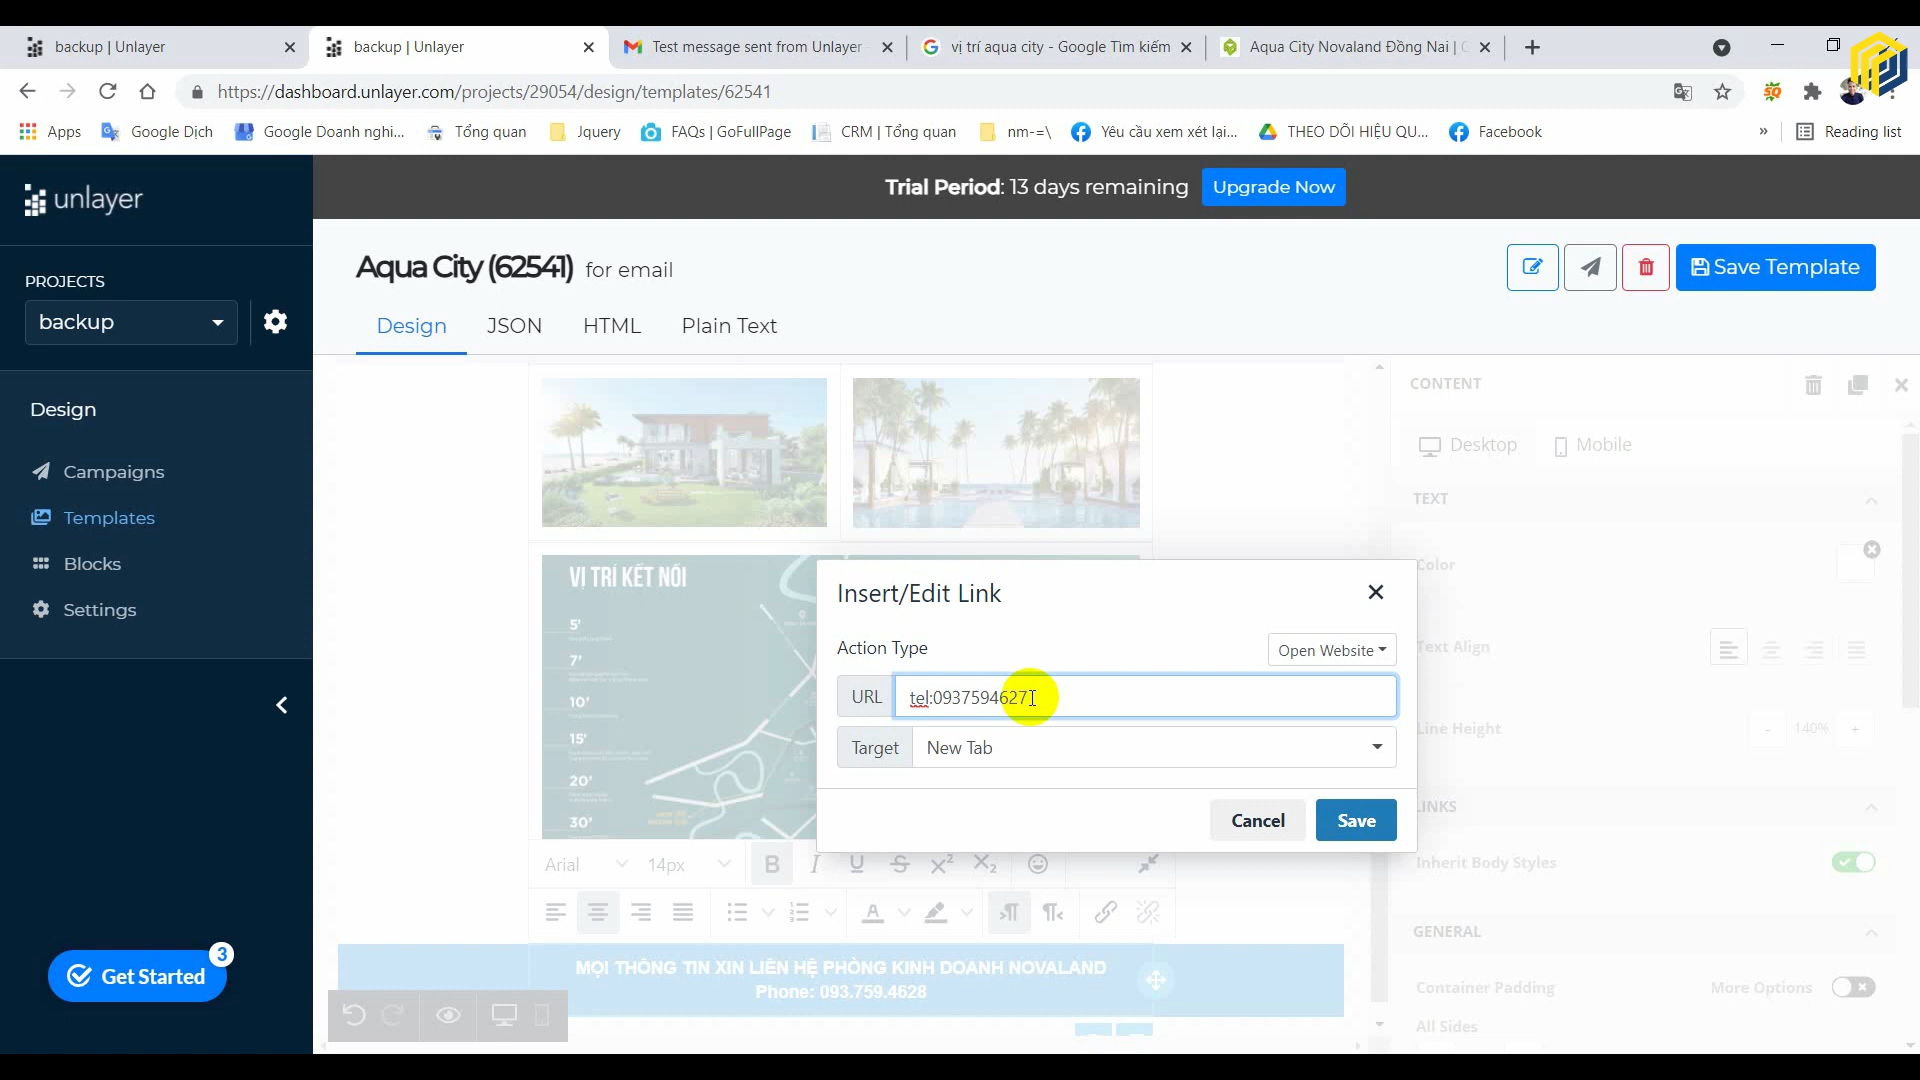 backup | Unlayer
backup | Unlayer
Test message sent from Unlayer
vị trí aqua city - Google Tìm kiếm
Aqua City Novaland Đồng Nai |
https://dashboard.unlayer.com/projects/29054/design/templates/62541
Apps
Google Dịch
Google Doanh nghi...
Tổng quan
Jquery
FAQs | GoFullPage
CRM | Tổng quan
nm-=\
Yêu cầu xem xét lại...
THEO DÕI HIỆU QU...
Facebook
»
Reading list
unlayer
Trial Period: 13 days remaining
Upgrade Now
PROJECTS
backup
Aqua City (62541) for email
Save Template
Design
JSON
HTML
Plain Text
Design
Campaigns
Templates
Blocks
Settings
Get Started
3
CONTENT
Desktop
Mobile
TEXT
Color
Text Align
Line Height
- 140% +
LINKS
Inherit Body Styles
GENERAL
Container Padding
More Options
All Sides
VỊ TRÍ KẾT NỐI
5'
7'
10'
15'
20'
30'
Insert/Edit Link
Action Type
Open Website
URL
tel:0937594627
Target
New Tab
Cancel
Save
Arial
14px
MỌI THÔNG TIN XIN LIÊN HỆ PHÒNG KINH DOANH NOVALAND
Phone: 093.759.4628